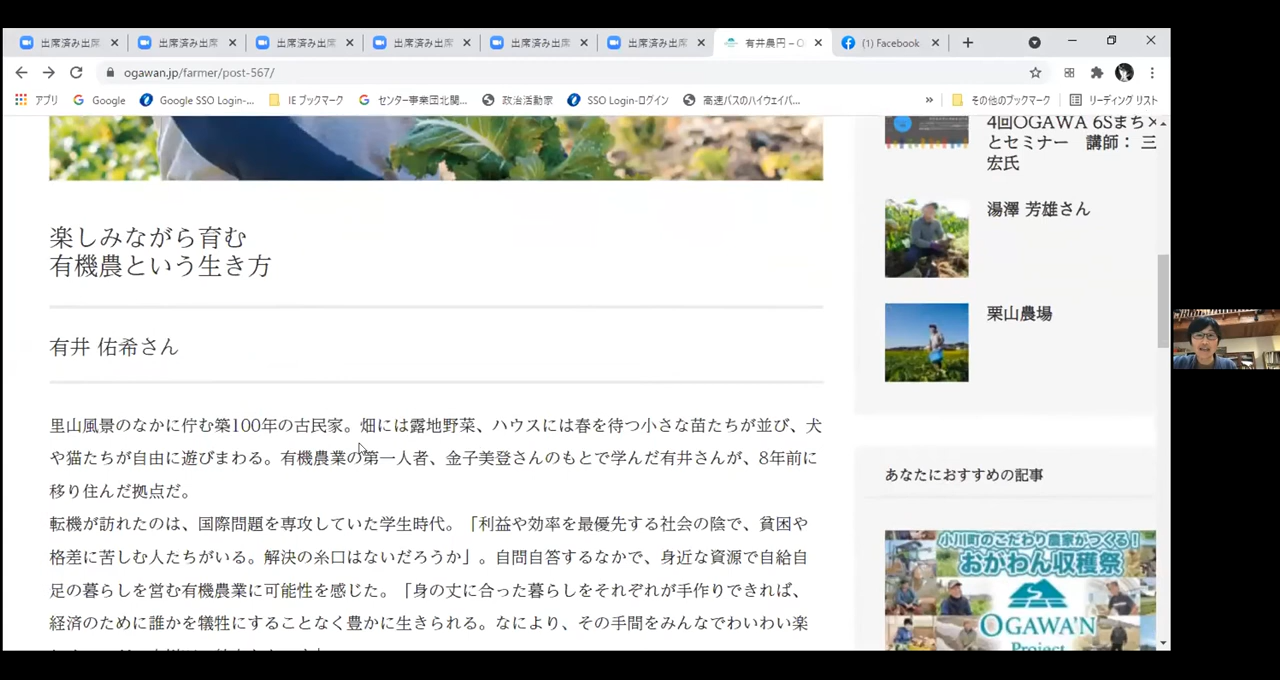 出席済み出席
出席済み出席
出席済み出席
出席済み出席
出席済み出席
出席済み出席
有井農円 – O
(1) Facebook
ogawan.jp/farmer/post-567/
アプリ
Google
Google SSO Login-...
IE ブックマーク
センター事業団北関...
政治活動家
SSO Login-ログイン
高速バスのハイウェイバ...
»
その他のブックマーク
リーディング リスト
楽しみながら育む
有機農という生き方
有井 佑希さん
里山風景のなかに佇む築100年の古民家。畑には露地野菜、ハウスには春を待つ小さな苗たちが並び、犬
や猫たちが自由に遊びまわる。有機農業の第一人者、金子美登さんのもとで学んだ有井さんが、8年前に
移り住んだ拠点だ。
転機が訪れたのは、国際問題を専攻していた学生時代。「利益や効率を最優先する社会の陰で、貧困や
格差に苦しむ人たちがいる。解決の糸口はないだろうか」。自問自答するなかで、身近な資源で自給自
足の暮らしを営む有機農業に可能性を感じた。「身の丈に合った暮らしをそれぞれが手作りできれば、
経済のために誰かを犠牲にすることなく豊かに生きられる。なにより、その手間をみんなでわいわい楽
4回OGAWA 6Sまち×
とセミナー 講師： 三
宏氏
湯澤 芳雄さん
栗山農場
あなたにおすすめの記事
小川町のこだわり農家がつくる！
おがわん収穫祭
OGAWA'N
Project